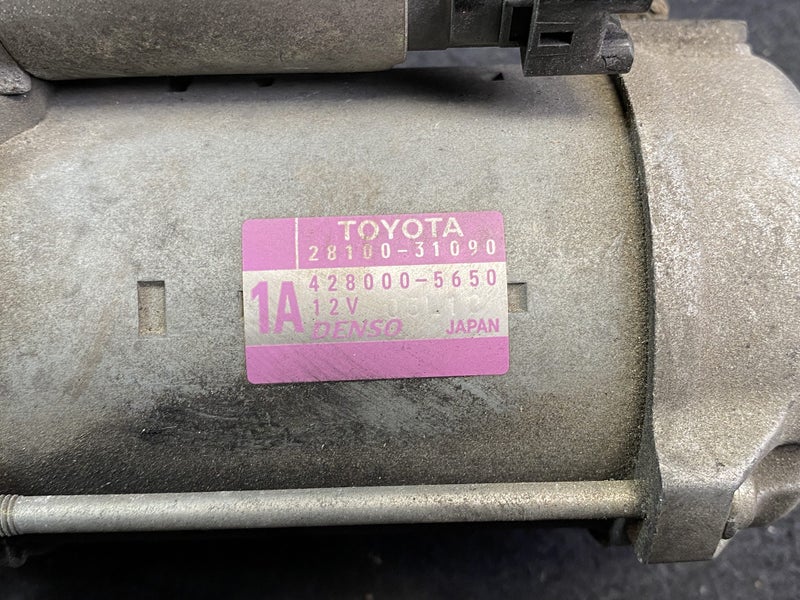 TOYOTA
28100-31090
428000-5650
1A
12V
DENSO JAPAN